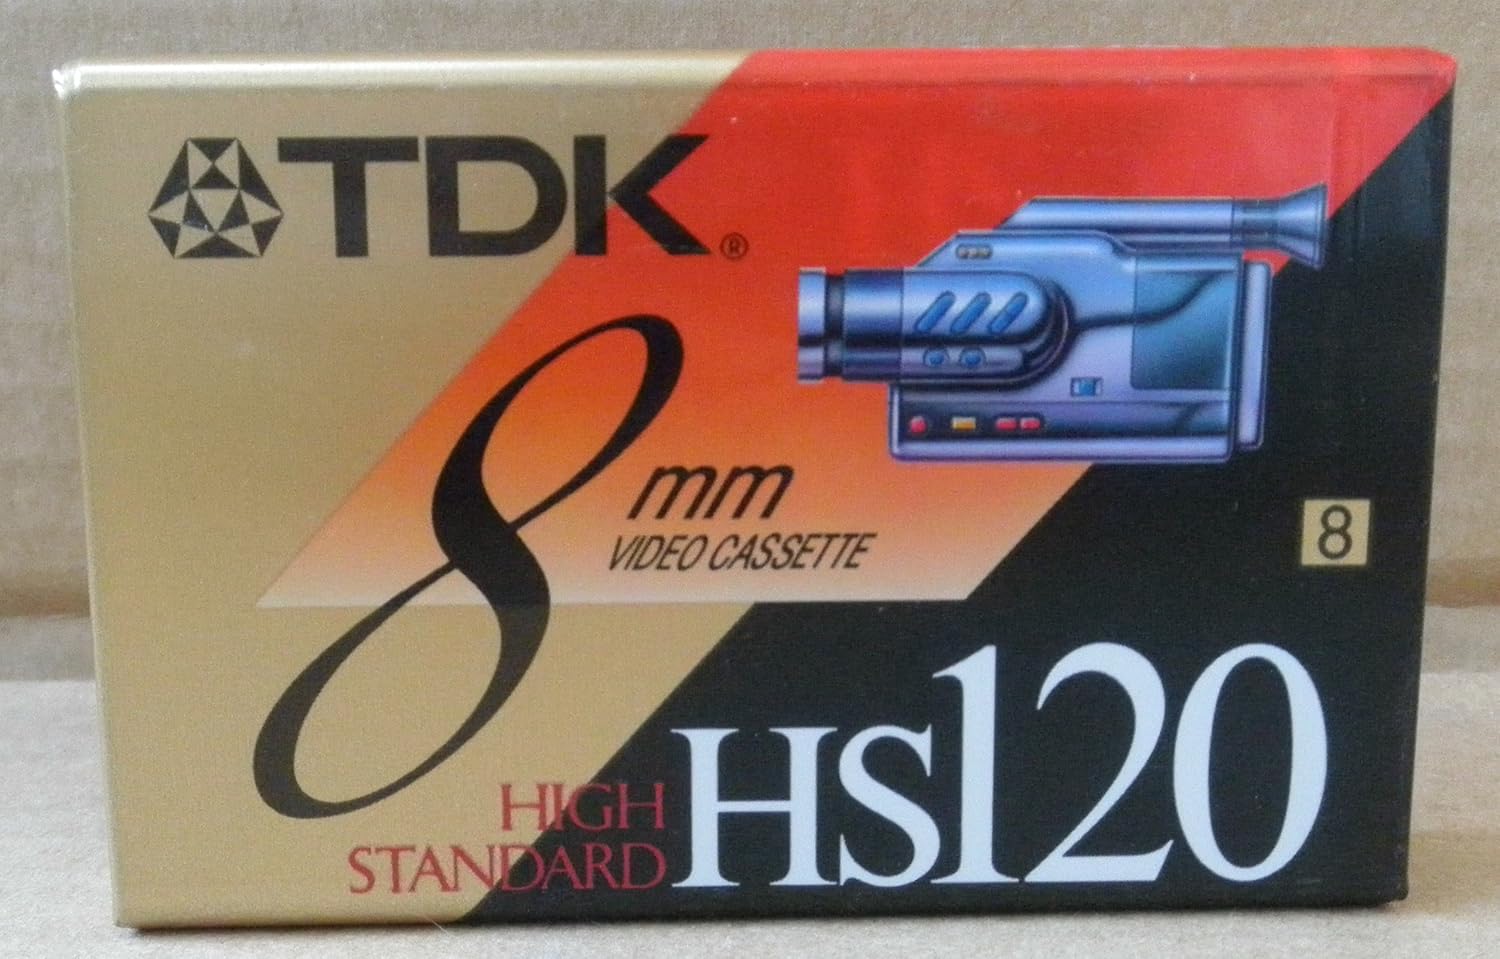 TDK®
8 mm
VIDEO CASSETTE
8
HIGH
STANDARD
HS120